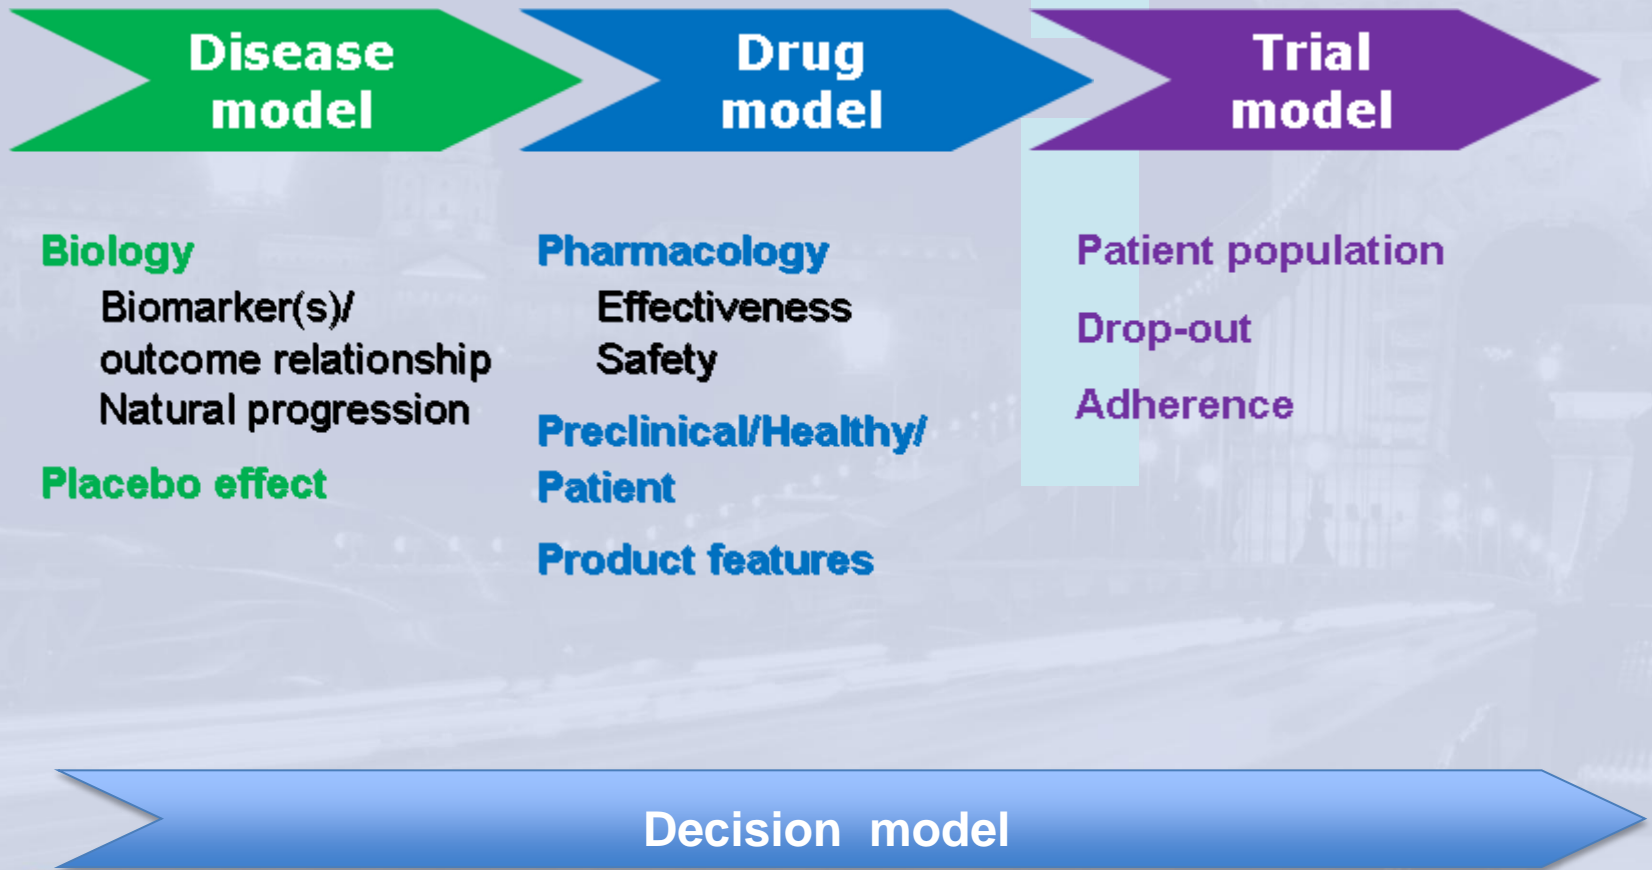 Disease
model
Drug
model
Trial
model
Biology
Biomarker(s)/
outcome relationship
Natural progression
Placebo effect
Pharmacology
Effectiveness
Safety
Preclinical/Healthy/
Patient
Product features
Patient population
Drop-out
Adherence
Decision model